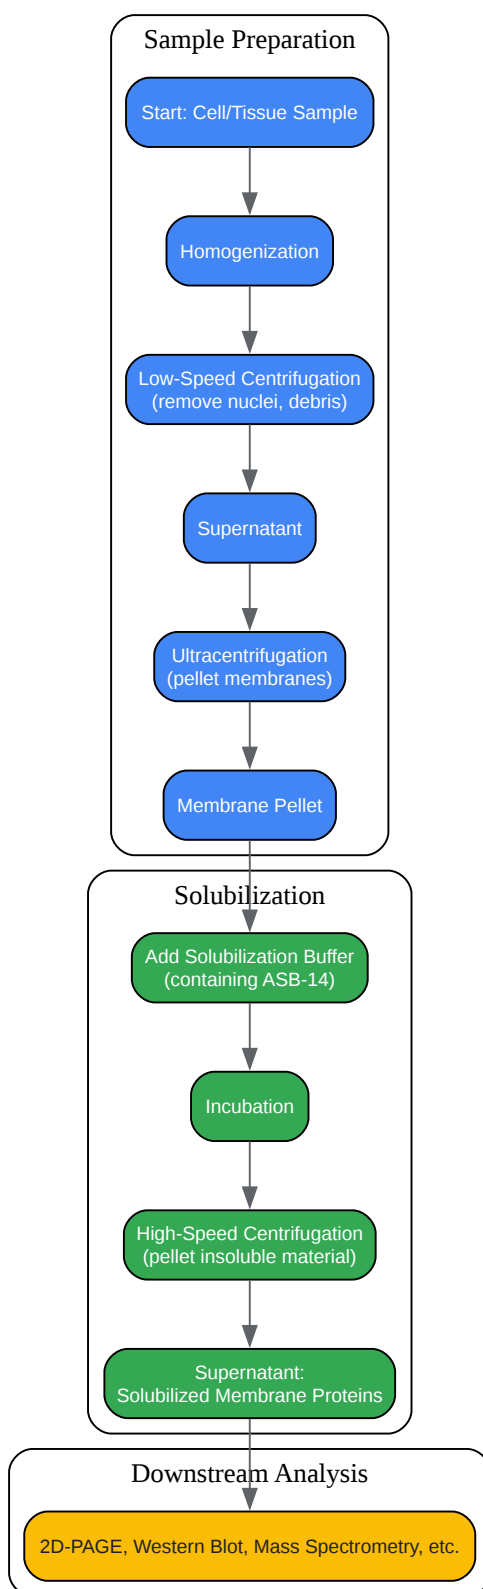 Sample Preparation
Start: Cell/Tissue Sample
Homogenization
Low-Speed Centrifugation
(remove nuclei, debris)
Supernatant
Ultracentrifugation
(pellet membranes)
Membrane Pellet
Solubilization
Add Solubilization Buffer
(containing ASB-14)
Incubation
High-Speed Centrifugation
(pellet insoluble material)
Supernatant:
Solubilized Membrane Proteins
Downstream Analysis
2D-PAGE, Western Blot, Mass Spectrometry, etc.